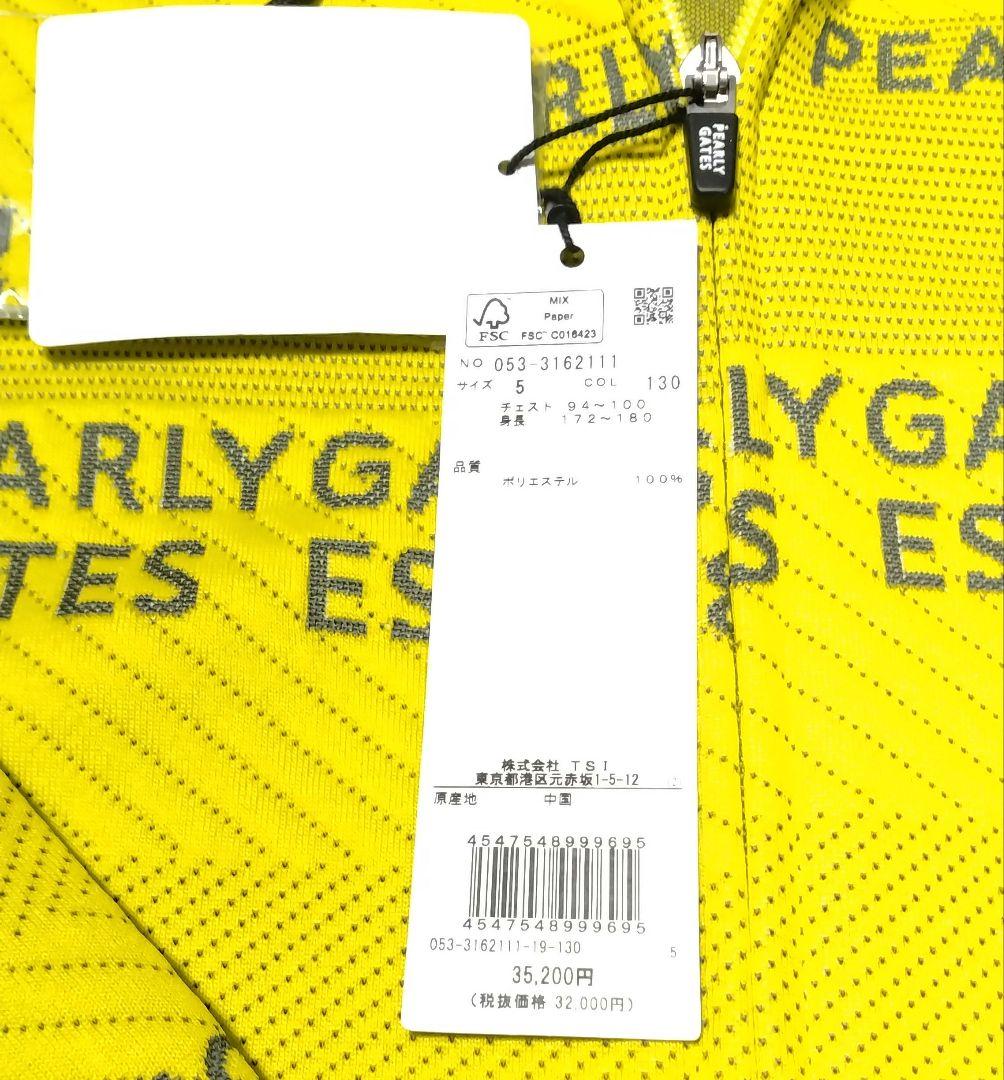 RLY PEA
PEARLY
GATES
MIX
Paper
FSC
FSC™ C016423
NO 053-3162111
サイズ 5 COL 130
チェスト 94～100
身長 172～180
品質
ポリエステル 100%
ARLYGA LYGA
TES ES S ES
株式会社 TSI
東京都港区元赤坂1-5-12
原産地 中国
4547548999695
4547548999695
053-3162111-19-130 5
35,200円
(税抜価格 32,000円)